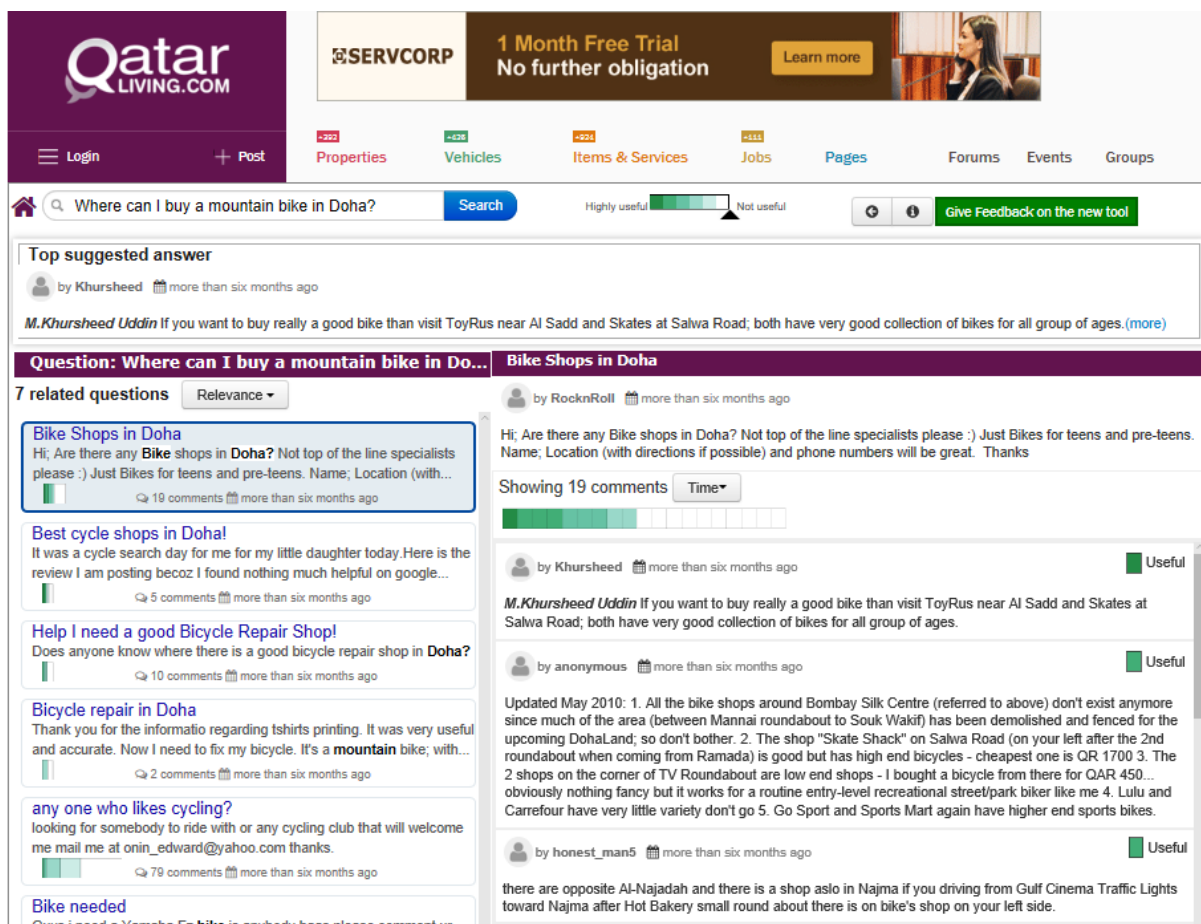 Qatar
LIVING.COM
SERVCORP
1 Month Free Trial
No further obligation
Learn more
Login
Post
+292
Properties
Vehicles
Items & Services
+111
Jobs
Pages
Forums
Events
Groups
Where can I buy a mountain bike in Doha?
Search
Highly useful
Not useful
Give Feedback on the new tool
Top suggested answer
by Khursheed more than six months ago
M.Khursheed Uddin If you want to buy really a good bike than visit ToyRus near Al Sadd and Skates at Salwa Road; both have very good collection of bikes for all group of ages.(more)
Question: Where can I buy a mountain bike in Do...
7 related questions
Relevance
Bike Shops in Doha
Hi; Are there any Bike shops in Doha? Not top of the line specialists
please :) Just Bikes for teens and pre-teens. Name; Location (with...
19 comments more than six months ago
Best cycle shops in Doha!
It was a cycle search day for me for my little daughter today.Here is the
review I am posting becoz I found nothing much helpful on google...
5 comments more than six months ago
Help I need a good Bicycle Repair Shop!
Does anyone know where there is a good bicycle repair shop in Doha?
10 comments more than six months ago
Bicycle repair in Doha
Thank you for the informatio regarding tshirts printing. It was very useful
and accurate. Now I need to fix my bicycle. It's a mountain bike; with...
2 comments more than six months ago
any one who likes cycling?
looking for somebody to ride with or any cycling club that will welcome
me mail me at onin_edward@yahoo.com thanks.
79 comments more than six months ago
Bike needed
Bike Shops in Doha
by RocknRoll more than six months ago
Hi; Are there any Bike shops in Doha? Not top of the line specialists please :) Just Bikes for teens and pre-teens.
Name; Location (with directions if possible) and phone numbers will be great. Thanks
Showing 19 comments
Time
by Khursheed more than six months ago
Useful
M.Khursheed Uddin If you want to buy really a good bike than visit ToyRus near Al Sadd and Skates at
Salwa Road; both have very good collection of bikes for all group of ages.
by anonymous more than six months ago
Useful
Updated May 2010: 1. All the bike shops around Bombay Silk Centre (referred to above) don't exist anymore
since much of the area (between Mannai roundabout to Souk Wakif) has been demolished and fenced for the
upcoming DohaLand; so don't bother. 2. The shop "Skate Shack" on Salwa Road (on your left after the 2nd
roundabout when coming from Ramada) is good but has high end bicycles - cheapest one is QR 1700 3. The
2 shops on the corner of TV Roundabout are low end shops - I bought a bicycle from there for QAR 450...
obviously nothing fancy but it works for a routine entry-level recreational street/park biker like me 4. Lulu and
Carrefour have very little variety don't go 5. Go Sport and Sports Mart again have higher end sports bikes.
by honest_man5 more than six months ago
Useful
there are opposite Al-Najadah and there is a shop aslo in Najma if you driving from Gulf Cinema Traffic Lights
toward Najma after Hot Bakery small round about there is on bike's shop on your left side.